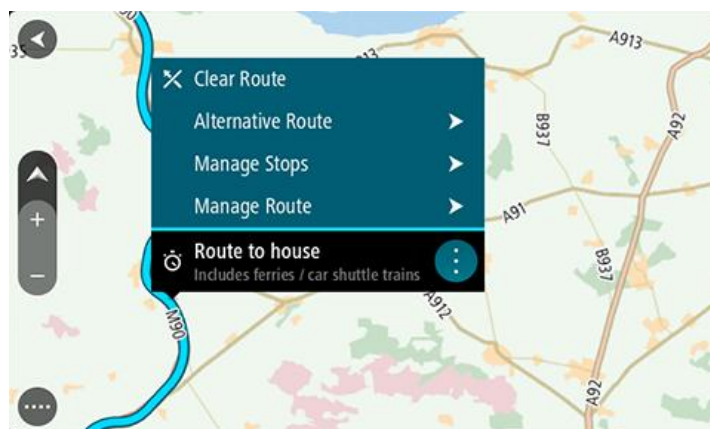 A913
A92
B937
A91
B937
A912
M90
A92
Clear Route
Alternative Route
Manage Stops
Manage Route
Route to house
Includes ferries / car shuttle trains